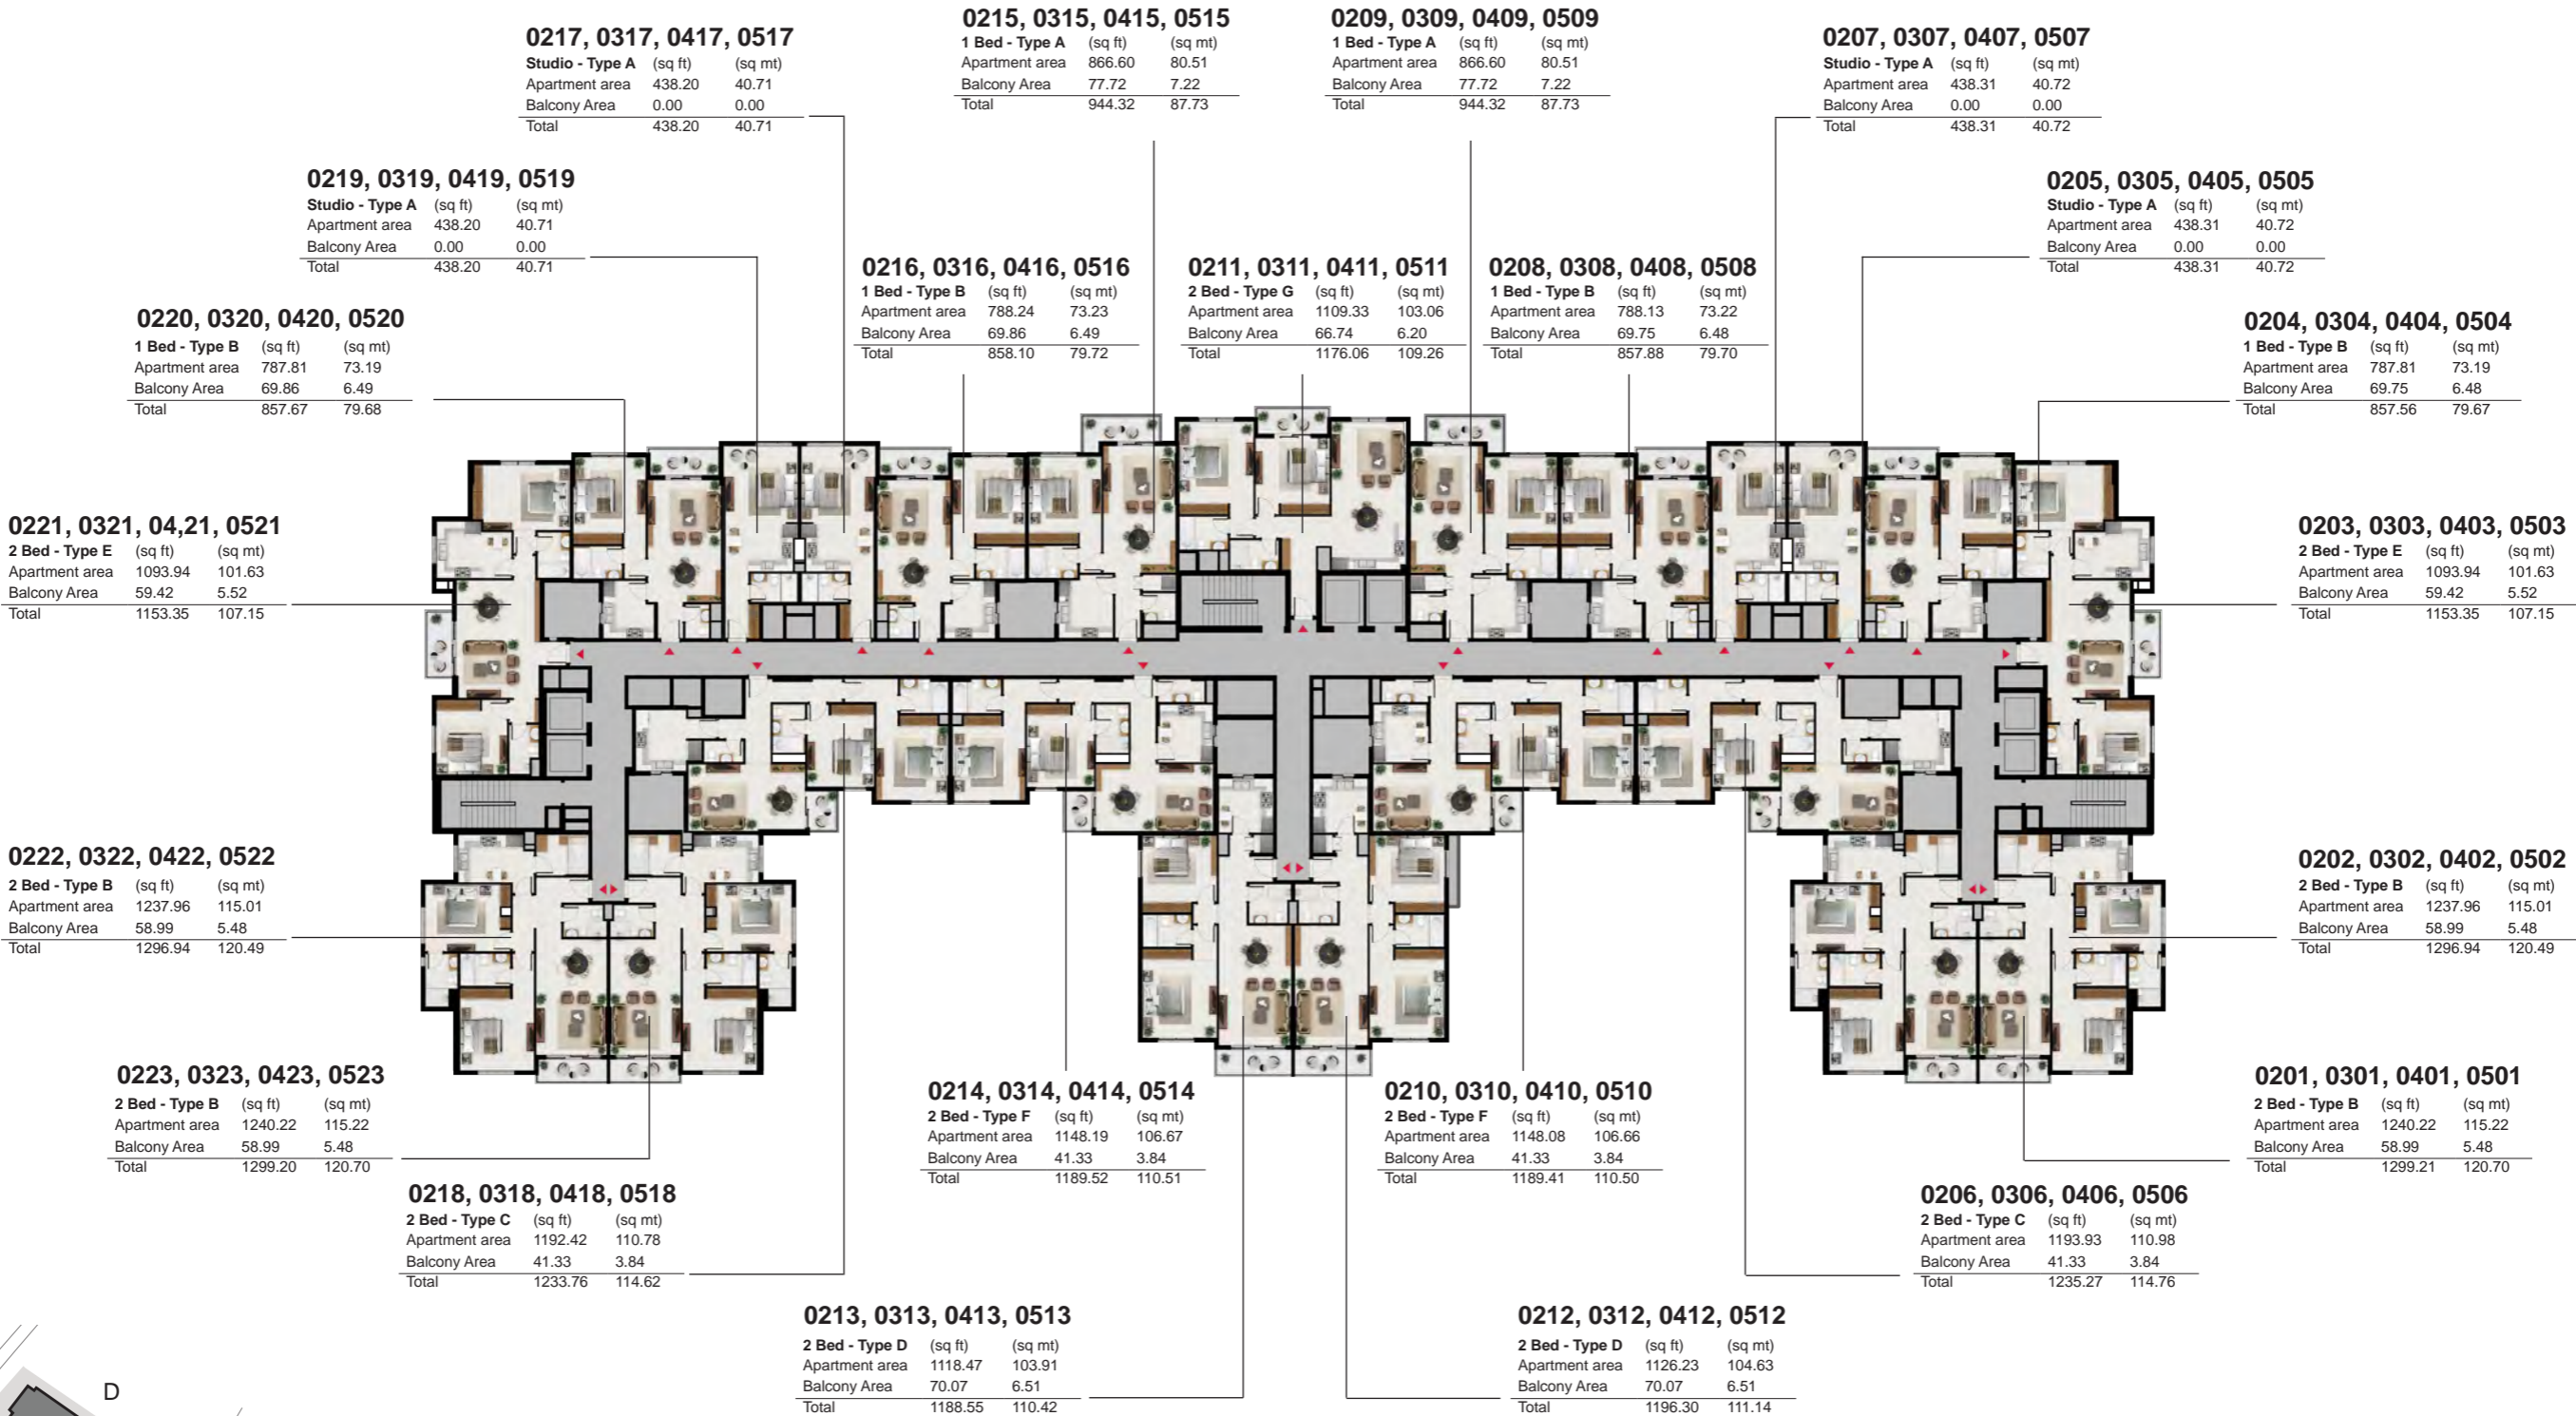 0217, 0317, 0417, 0517
Studio - Type A (sq ft) (sq mt)
Apartment area 438.20 40.71
Balcony Area 0.00 0.00
Total 438.20 40.71
0215, 0315, 0415, 0515
1 Bed - Type A (sq ft) (sq mt)
Apartment area 866.60 80.51
Balcony Area 77.72 7.22
Total 944.32 87.73
0209, 0309, 0409, 0509
1 Bed - Type A (sq ft) (sq mt)
Apartment area 866.60 80.51
Balcony Area 77.72 7.22
Total 944.32 87.73
0207, 0307, 0407, 0507
Studio - Type A (sq ft) (sq mt)
Apartment area 438.31 40.72
Balcony Area 0.00 0.00
Total 438.31 40.72
0219, 0319, 0419, 0519
Studio - Type A (sq ft) (sq mt)
Apartment area 438.20 40.71
Balcony Area 0.00 0.00
Total 438.20 40.71
0205, 0305, 0405, 0505
Studio - Type A (sq ft) (sq mt)
Apartment area 438.31 40.72
Balcony Area 0.00 0.00
Total 438.31 40.72
0216, 0316, 0416, 0516
1 Bed - Type B (sq ft) (sq mt)
Apartment area 788.24 73.23
Balcony Area 69.86 6.49
Total 858.10 79.72
0211, 0311, 0411, 0511
2 Bed - Type G (sq ft) (sq mt)
Apartment area 1109.33 103.06
Balcony Area 66.74 6.20
Total 1176.06 109.26
0208, 0308, 0408, 0508
1 Bed - Type B (sq ft) (sq mt)
Apartment area 788.13 73.22
Balcony Area 69.75 6.48
Total 857.88 79.70
0220, 0320, 0420, 0520
1 Bed - Type B (sq ft) (sq mt)
Apartment area 787.81 73.19
Balcony Area 69.86 6.49
Total 857.67 79.68
0204, 0304, 0404, 0504
1 Bed - Type B (sq ft) (sq mt)
Apartment area 787.81 73.19
Balcony Area 69.75 6.48
Total 857.56 79.67
0221, 0321, 04,21, 0521
2 Bed - Type E (sq ft) (sq mt)
Apartment area 1093.94 101.63
Balcony Area 59.42 5.52
Total 1153.35 107.15
0203, 0303, 0403, 0503
2 Bed - Type E (sq ft) (sq mt)
Apartment area 1093.94 101.63
Balcony Area 59.42 5.52
Total 1153.35 107.15
0222, 0322, 0422, 0522
2 Bed - Type B (sq ft) (sq mt)
Apartment area 1237.96 115.01
Balcony Area 58.99 5.48
Total 1296.94 120.49
0202, 0302, 0402, 0502
2 Bed - Type B (sq ft) (sq mt)
Apartment area 1237.96 115.01
Balcony Area 58.99 5.48
Total 1296.94 120.49
0223, 0323, 0423, 0523
2 Bed - Type B (sq ft) (sq mt)
Apartment area 1240.22 115.22
Balcony Area 58.99 5.48
Total 1299.20 120.70
0214, 0314, 0414, 0514
2 Bed - Type F (sq ft) (sq mt)
Apartment area 1148.19 106.67
Balcony Area 41.33 3.84
Total 1189.52 110.51
0210, 0310, 0410, 0510
2 Bed - Type F (sq ft) (sq mt)
Apartment area 1148.08 106.66
Balcony Area 41.33 3.84
Total 1189.41 110.50
0201, 0301, 0401, 0501
2 Bed - Type B (sq ft) (sq mt)
Apartment area 1240.22 115.22
Balcony Area 58.99 5.48
Total 1299.21 120.70
0218, 0318, 0418, 0518
2 Bed - Type C (sq ft) (sq mt)
Apartment area 1192.42 110.78
Balcony Area 41.33 3.84
Total 1233.76 114.62
0206, 0306, 0406, 0506
2 Bed - Type C (sq ft) (sq mt)
Apartment area 1193.93 110.98
Balcony Area 41.33 3.84
Total 1235.27 114.76
0213, 0313, 0413, 0513
2 Bed - Type D (sq ft) (sq mt)
Apartment area 1118.47 103.91
Balcony Area 70.07 6.51
Total 1188.55 110.42
0212, 0312, 0412, 0512
2 Bed - Type D (sq ft) (sq mt)
Apartment area 1126.23 104.63
Balcony Area 70.07 6.51
Total 1196.30 111.14
D